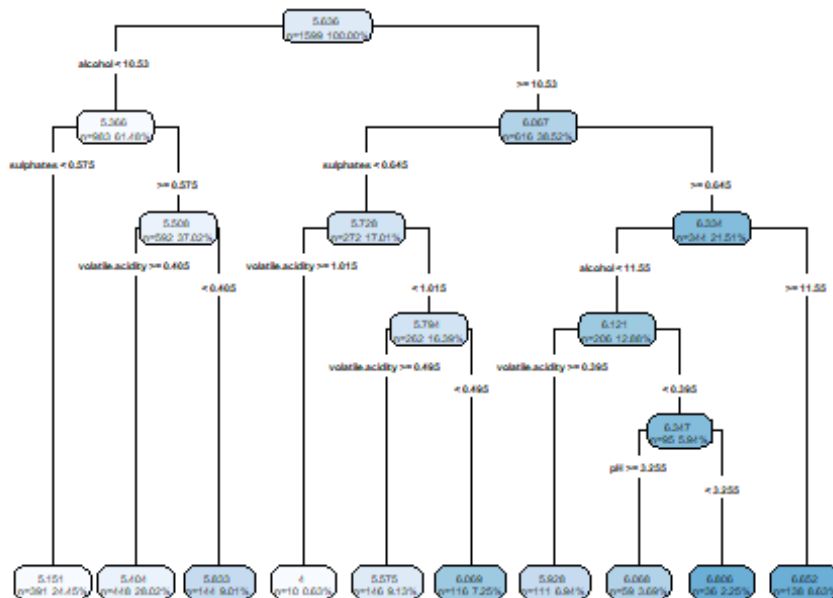 5.636
n=1599 100.00%
alcohol < 10.53
>= 10.53
5.366
n=983 61.48%
6.067
n=616 38.52%
sulphates < 0.575
>= 0.575
sulphates < 0.645
>= 0.645
5.508
n=592 37.02%
5.728
n=272 17.01%
6.334
n=344 21.51%
volatile.acidity >= 0.405
< 0.405
volatile.acidity >= 1.015
< 1.015
alcohol < 11.55
>= 11.55
5.794
n=262 16.39%
6.121
n=206 12.88%
volatile.acidity >= 0.495
< 0.495
volatile.acidity >= 0.395
< 0.395
6.347
n=95 5.94%
pH >= 3.255
< 3.255
5.151
n=391 24.45%
5.404
n=448 28.02%
5.833
n=144 9.01%
4
n=10 0.63%
5.575
n=146 9.13%
6.069
n=116 7.25%
5.928
n=111 6.94%
6.068
n=59 3.69%
6.806
n=36 2.25%
6.652
n=138 8.63%